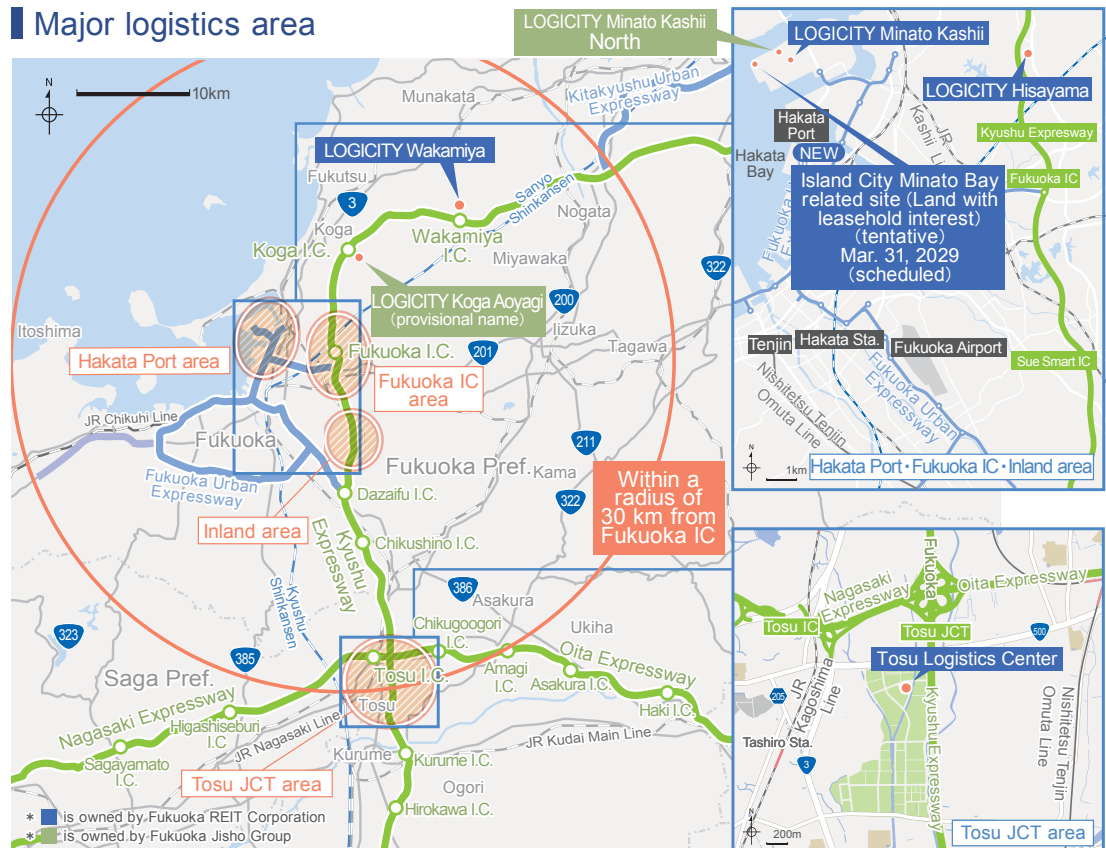 Major logistics area
N
10km
Munakata
Kitakyushu Urban
Expressway
LOGICITY Wakamiya
Fukutsu
3
Sanyo
Shinkansen
Nogata
Koga
Koga I.C.
Wakamiya
I.C.
Miyawaka
322
LOGICITY Koga Aoyagi
(provisional name)
200
Iizuka
Itoshima
Hakata Port area
Fukuoka I.C.
201
Tagawa
Fukuoka IC
area
JR Chikuhi Line
Fukuoka
211
Fukuoka Pref.
Kama
322
Fukuoka Urban
Expressway
Dazaifu I.C.
Within a
radius of
30 km from
Fukuoka IC
Inland area
Kyushu
Expressway
Chikushino I.C.
Kyushu
Shinkansen
386
Asakura
Chikugoogori
I.C.
Ukiha
323
385
Saga Pref.
Tosu I.C.
Tosu
Amagi
I.C.
Oita Expressway
Asakura I.C.
Haki I.C.
Nagasaki Expressway
Higashiseburi
I.C
JR Nagasaki Line
Sagayamato
I.C.
Kurume
Kurume I.C.
JR Kudai Main Line
Tosu JCT area
Ogori
Hirokawa I.C.
* is owned by Fukuoka REIT Corporation
* is owned by Fukuoka Jisho Group
LOGICITY Minato Kashii
North
LOGICITY Minato Kashii
LOGICITY Hisayama
JR
Kashii Li
Hakata
Port
Kyushu Expresway
Hakata
Bay
NEW
Island City Minato Bay
related site (Land with
leasehold interest)
(tentative)
Mar. 31, 2029
(scheduled)
Fukuoka IC
Fukuoka U
Ex
Tenjin
Hakata Sta.
Fukuoka Airport
Sue Smart IC
Nishitetsu Tenjin
Omuta Line
Fukuoka Urban
Expressway
N
1km
Hakata Port・Fukuoka IC・Inland area
Fukuoka
Nagasaki
Expressway
Oita Expressway
Tosu IC
Tosu JCT
500
Tosu Logistics Center
205
JR
Kagoshima
Line
Tashiro Sta.
3
Kyushu Expressway
Nishitetsu Tenjin
Omuta Line
N
200m
Tosu JCT area